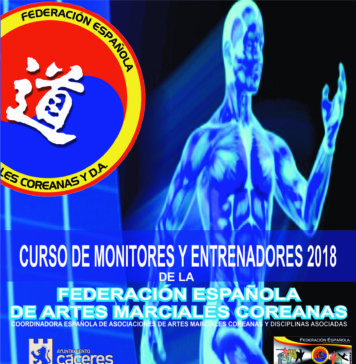 FEDERACIÓN ESPAÑOLA
道
LES COREANAS Y D.A.
CURSO DE MONITORES Y ENTRENADORES 2018
DE LA
FEDERACIÓN ESPAÑOLA
DE ARTES MARCIALES COREANAS
COORDINADORA ESPAÑOLA DE ASOCIACIONES DE ARTES MARCIALES COREANAS Y DISCIPLINAS ASOCIADAS
AYUNTAMIENTO
cáceres
FEDERACIÓN ESPAÑOLA